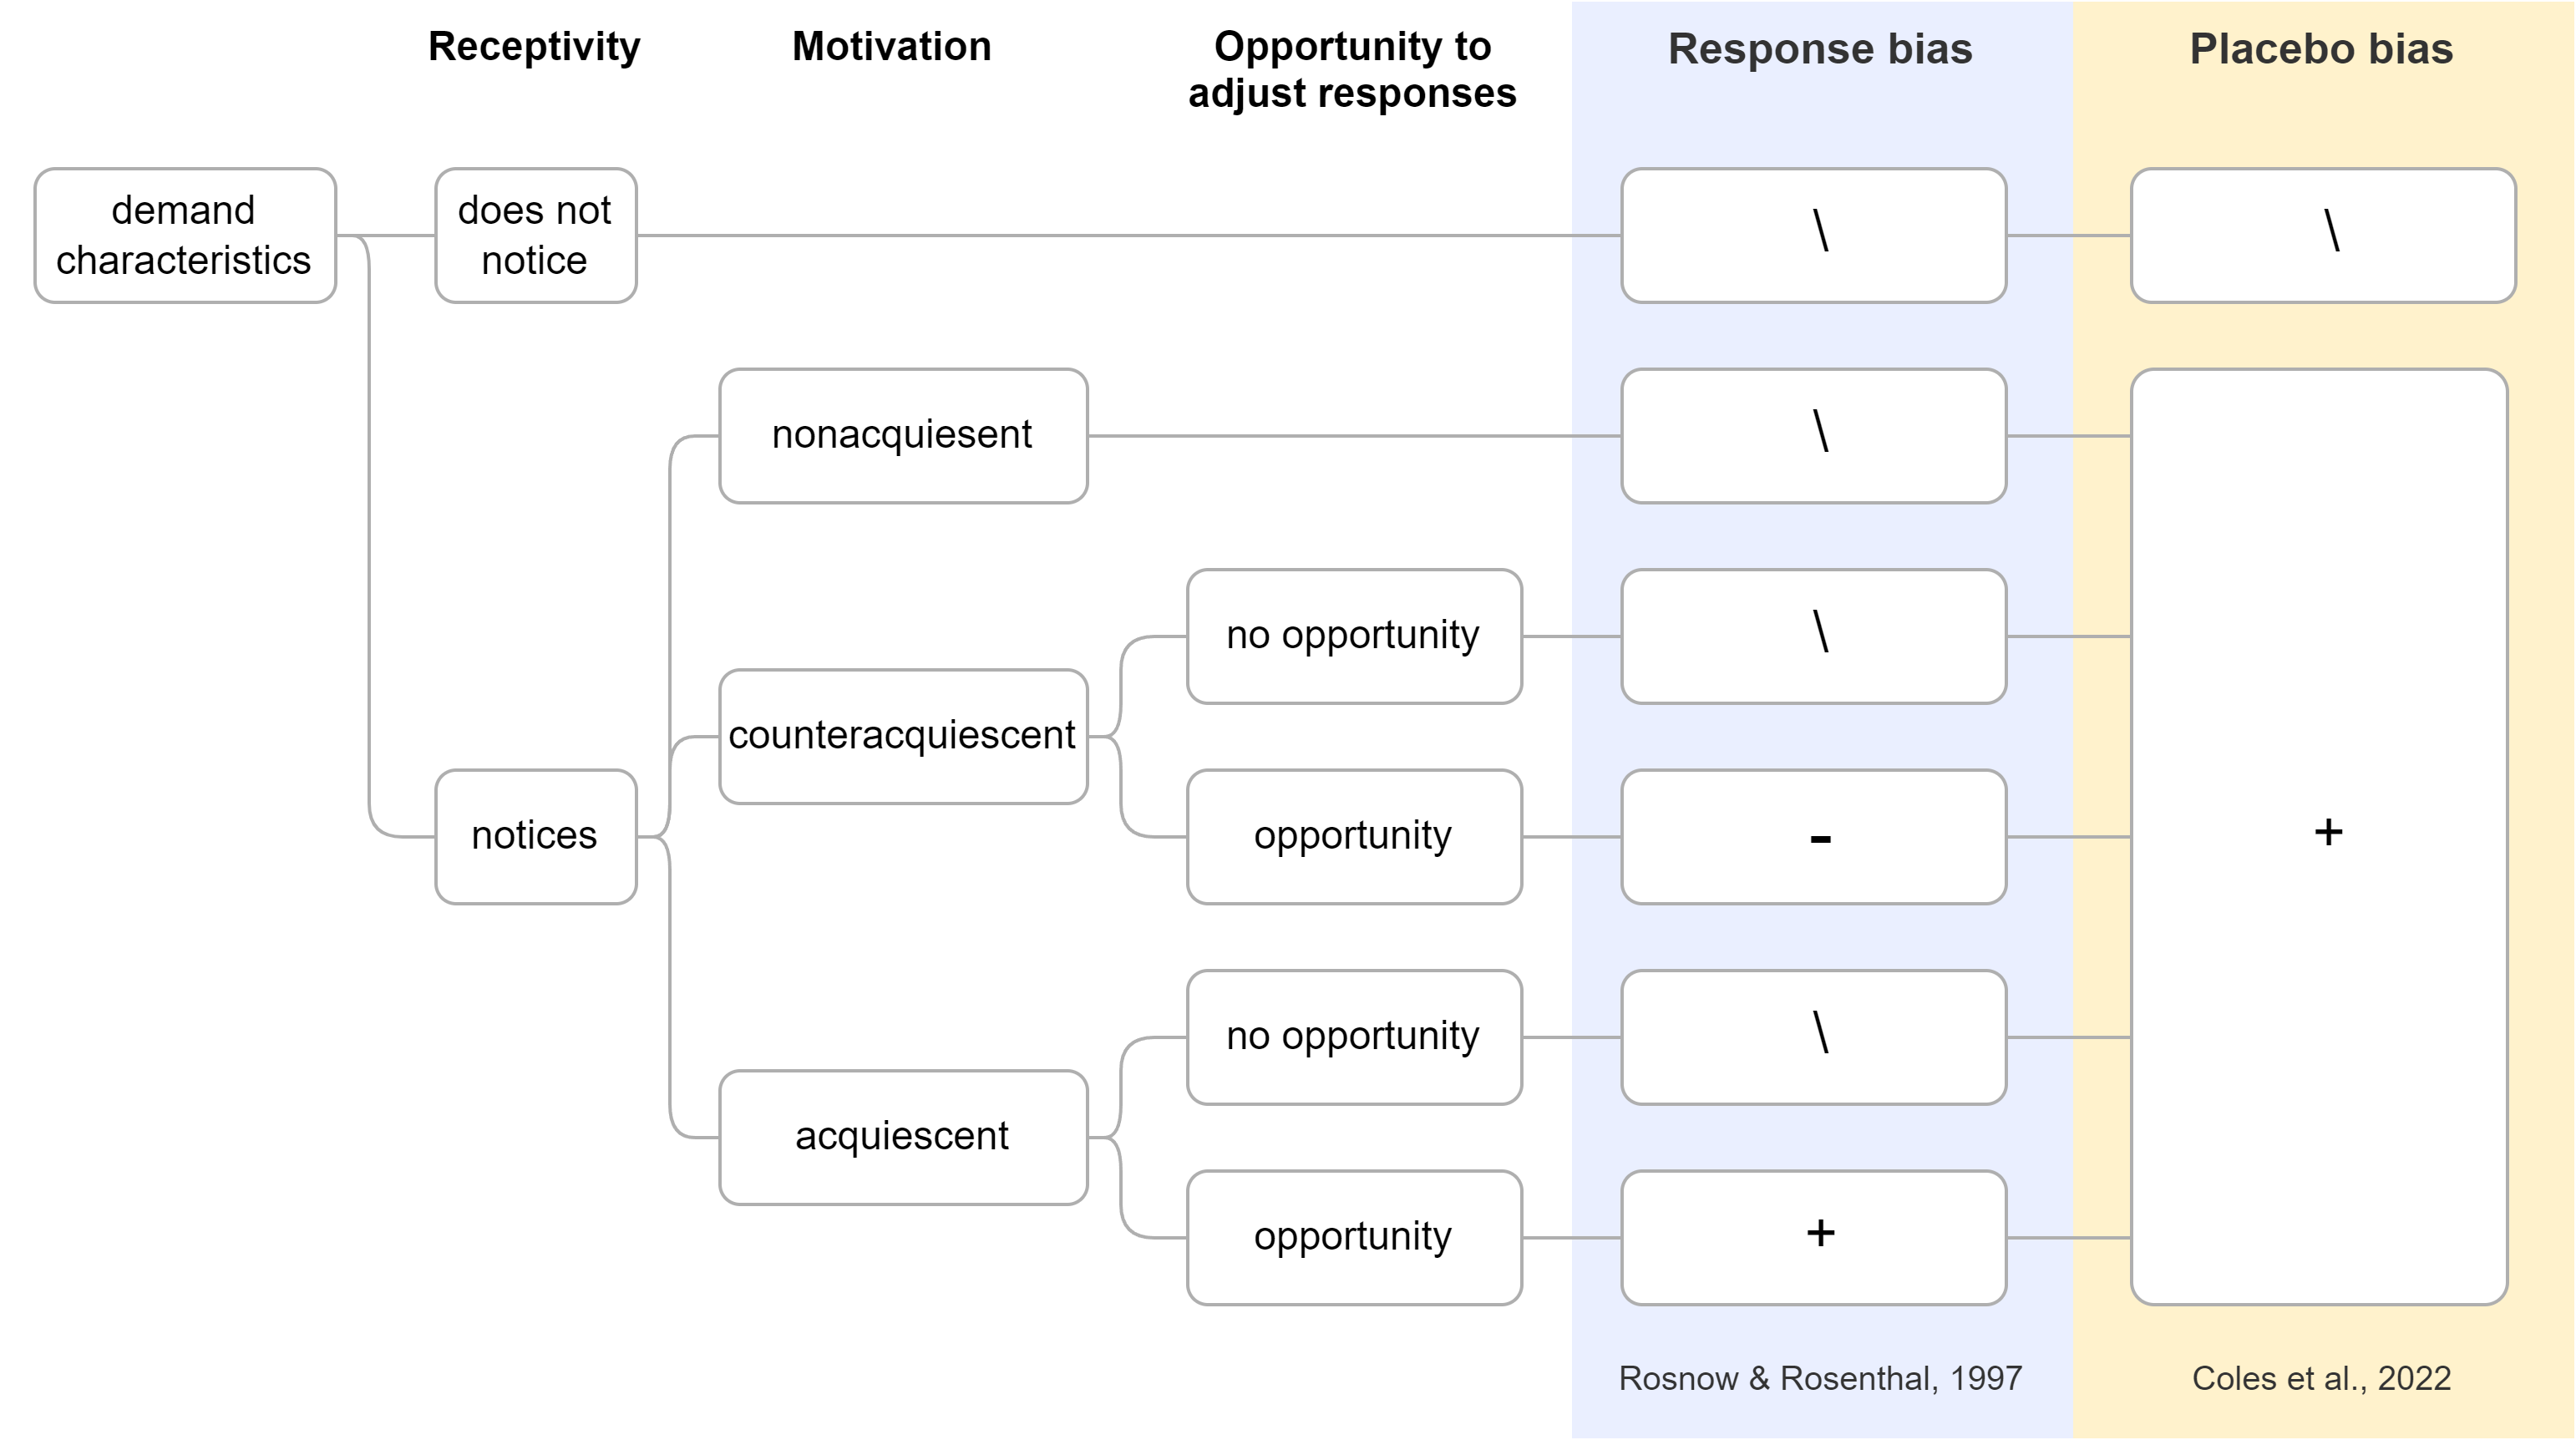 Receptivity
Motivation
Opportunity to
adjust responses
Response bias
Placebo bias
demand
characteristics
does not
notice
\
\
nonacquiesent
\
no opportunity
\
counteracquiescent
notices
opportunity
-
+
no opportunity
\
acquiescent
opportunity
+
Rosnow & Rosenthal, 1997
Coles et al., 2022